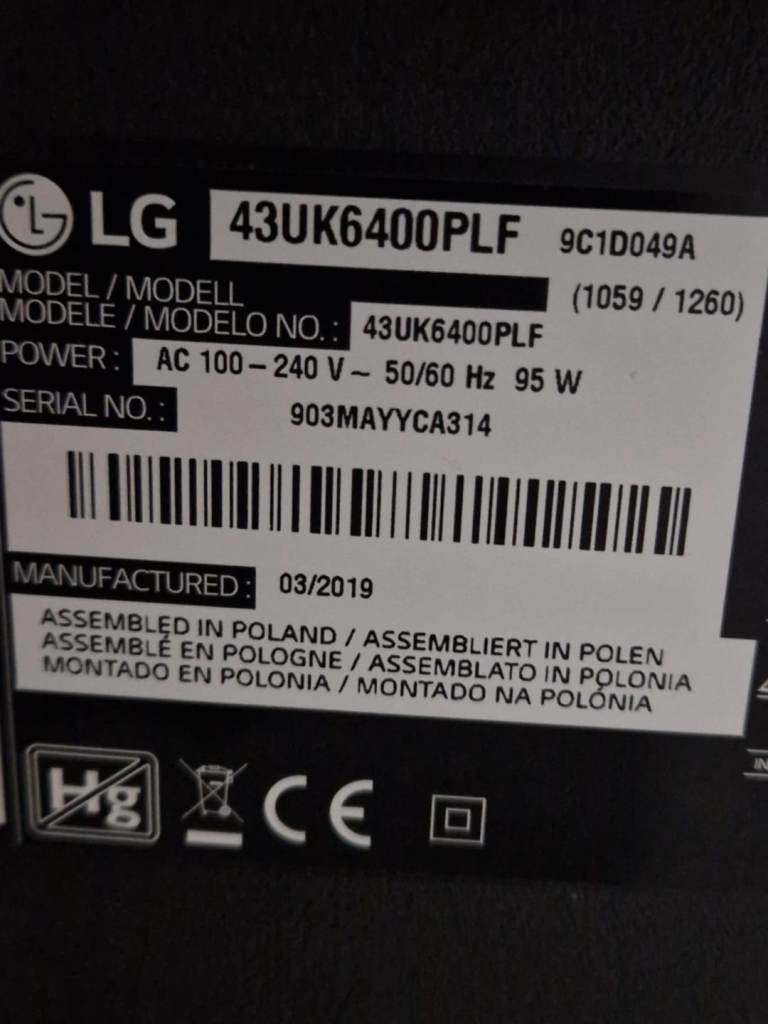 LG 43UK6400PLF 9C1D049A
MODEL / MODELL (1059 / 1260)
MODELE / MODELO NO. : 43UK6400PLF
POWER : AC 100 – 240 V ~ 50/60 Hz 95 W
SERIAL NO. : 903MAYYCA314
MANUFACTURED : 03/2019
ASSEMBLED IN POLAND / ASSEMBLIERT IN POLEN
ASSEMBLÉ EN POLOGNE / ASSEMBLATO IN POLONIA
MONTADO EN POLONIA / MONTADO NA POLÓNIA
Hg CE